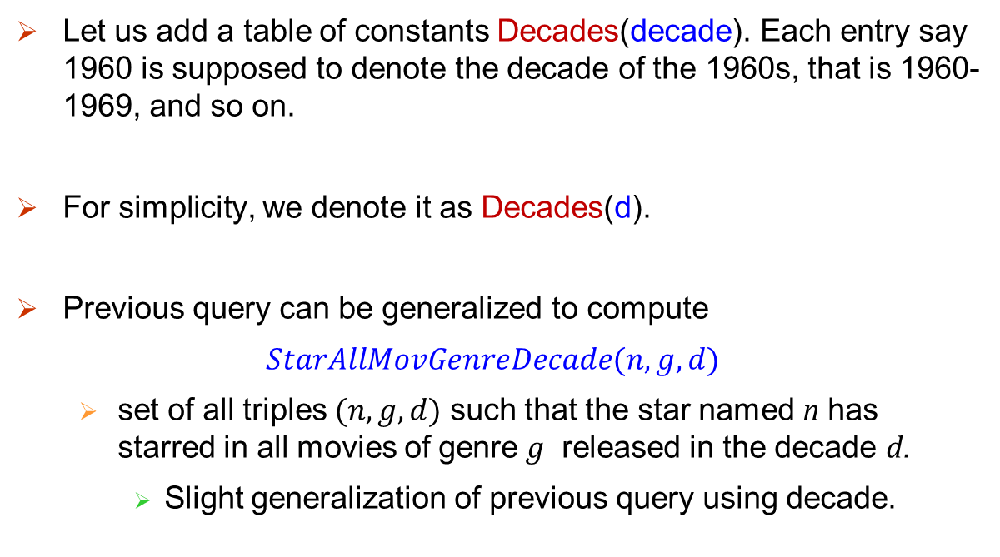 Let us add a table of constants Decades(decade). Each entry say
1960 is supposed to denote the decade of the 1960s, that is 1960-
1969, and so on.
For simplicity, we denote it as Decades(d).
Previous query can be generalized to compute
StarAllMovGenreDecade(n, g, d)
set of all triples (n, g, d) such that the star named n has
starred in all movies of genre g released in the decade d.
Slight generalization of previous query using decade.